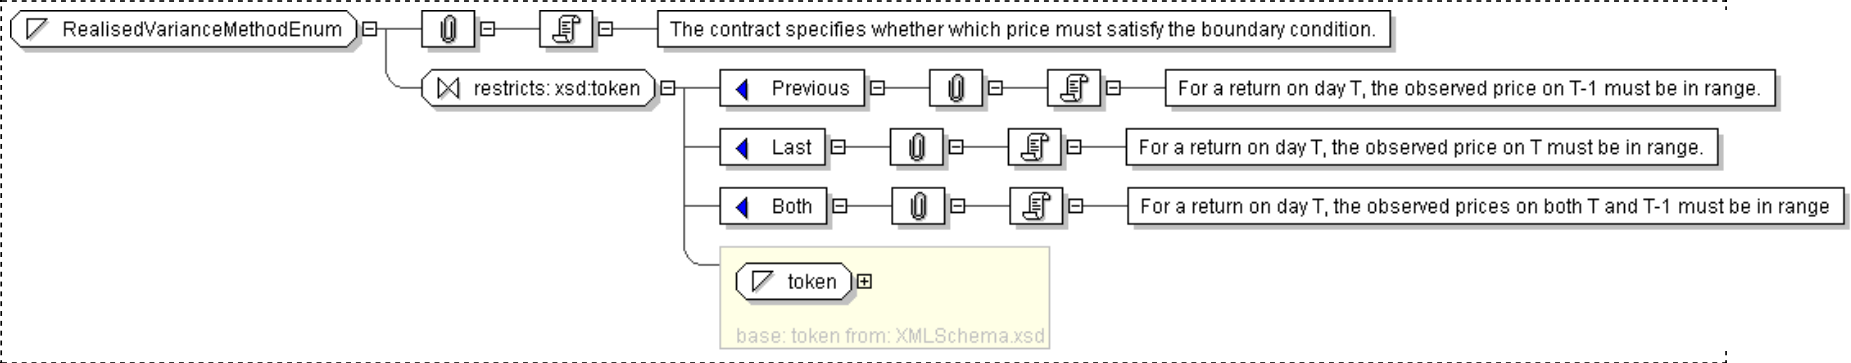 RealisedVarianceMethodEnum
The contract specifies whether which price must satisfy the boundary condition.
restricts: xsd:token
Previous
For a return on day T, the observed price on T-1 must be in range.
Last
For a return on day T, the observed price on T must be in range.
Both
For a return on day T, the observed prices on both T and T-1 must be in range
token
base: token from: XMLSchema.xsd